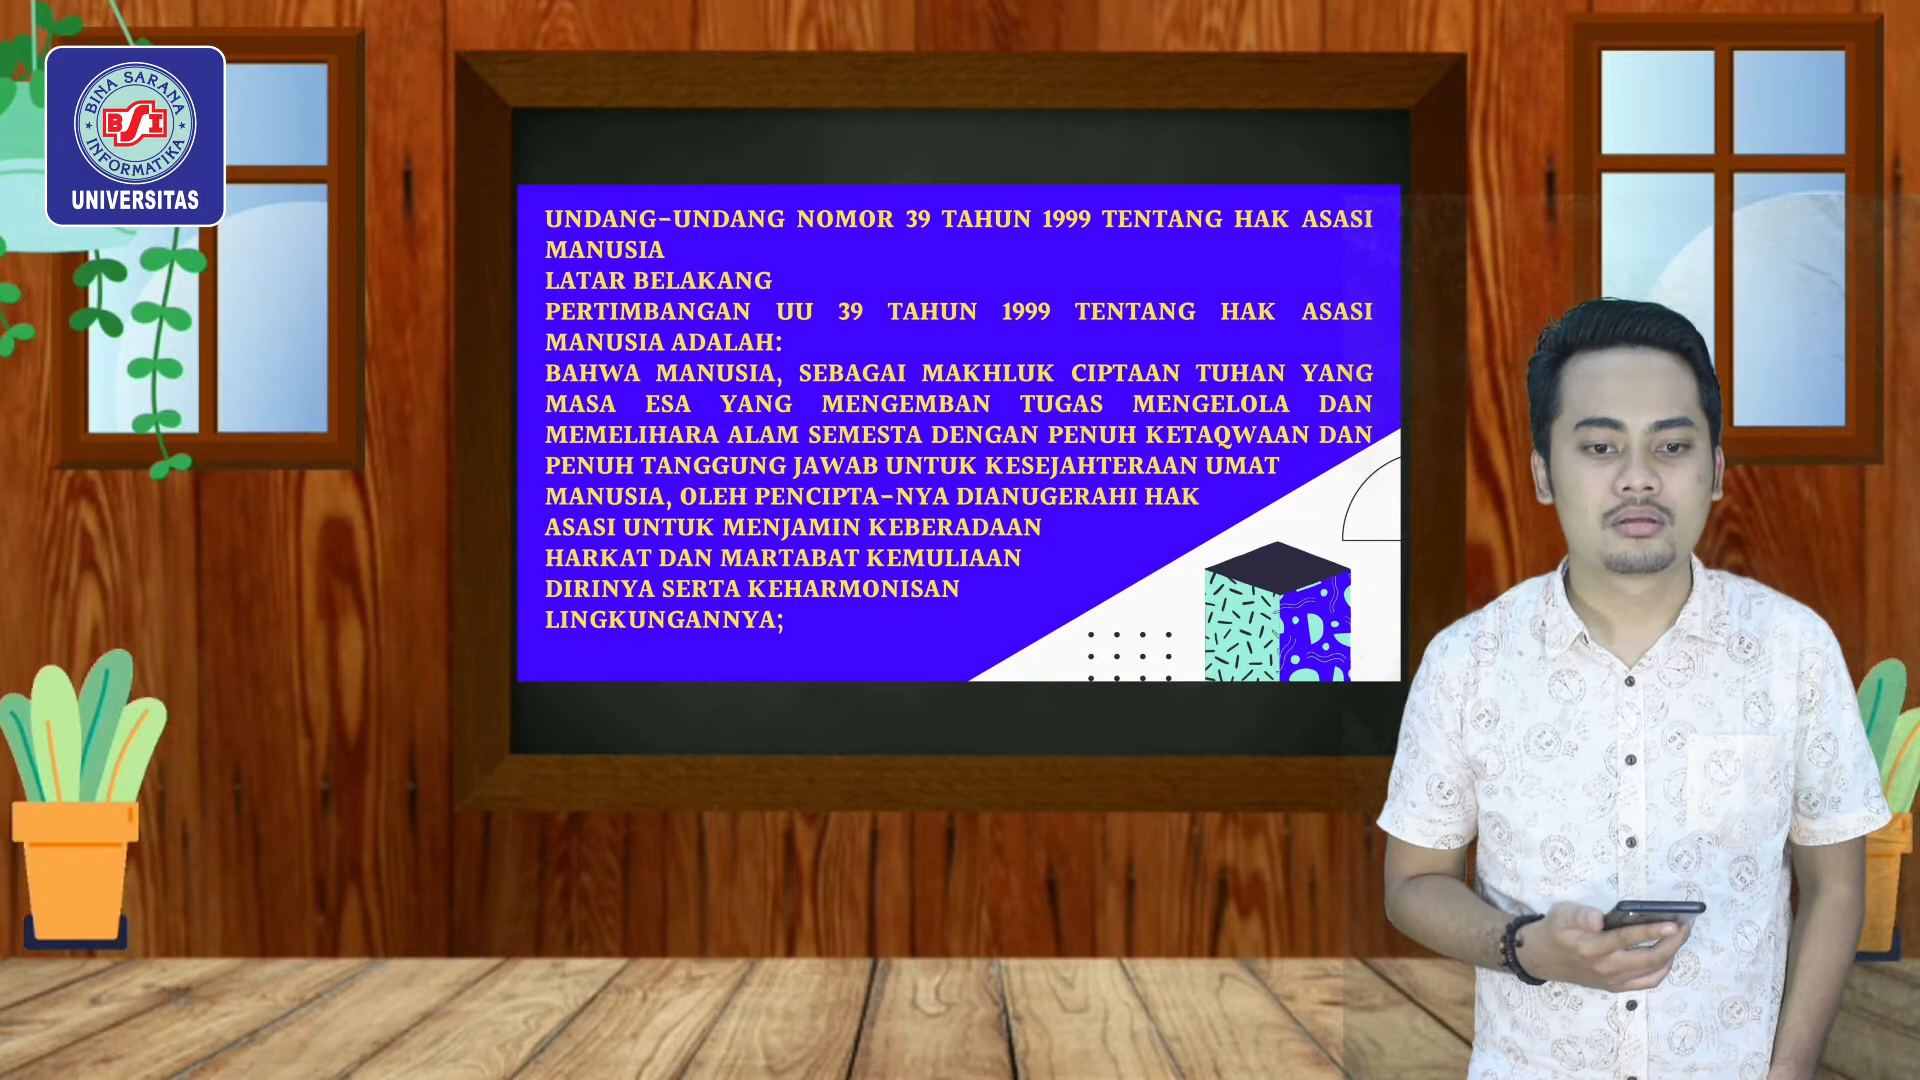 BINA SARANA
BSI
INFORMATIKA
UNIVERSITAS
UNDANG-UNDANG NOMOR 39 TAHUN 1999 TENTANG HAK ASASI
MANUSIA
LATAR BELAKANG
PERTIMBANGAN UU 39 TAHUN 1999 TENTANG HAK ASASI
MANUSIA ADALAH:
BAHWA MANUSIA, SEBAGAI MAKHLUK CIPTAAN TUHAN YANG
MASA ESA YANG MENGEMBAN TUGAS MENGELOLA DAN
MEMELIHARA ALAM SEMESTA DENGAN PENUH KETAQWAAN DAN
PENUH TANGGUNG JAWAB UNTUK KESEJAHTERAAN UMAT
MANUSIA, OLEH PENCIPTA-NYA DIANUGERAHI HAK
ASASI UNTUK MENJAMIN KEBERADAAN
HARKAT DAN MARTABAT KEMULIAAN
DIRINYA SERTA KEHARMONISAN
LINGKUNGANNYA;